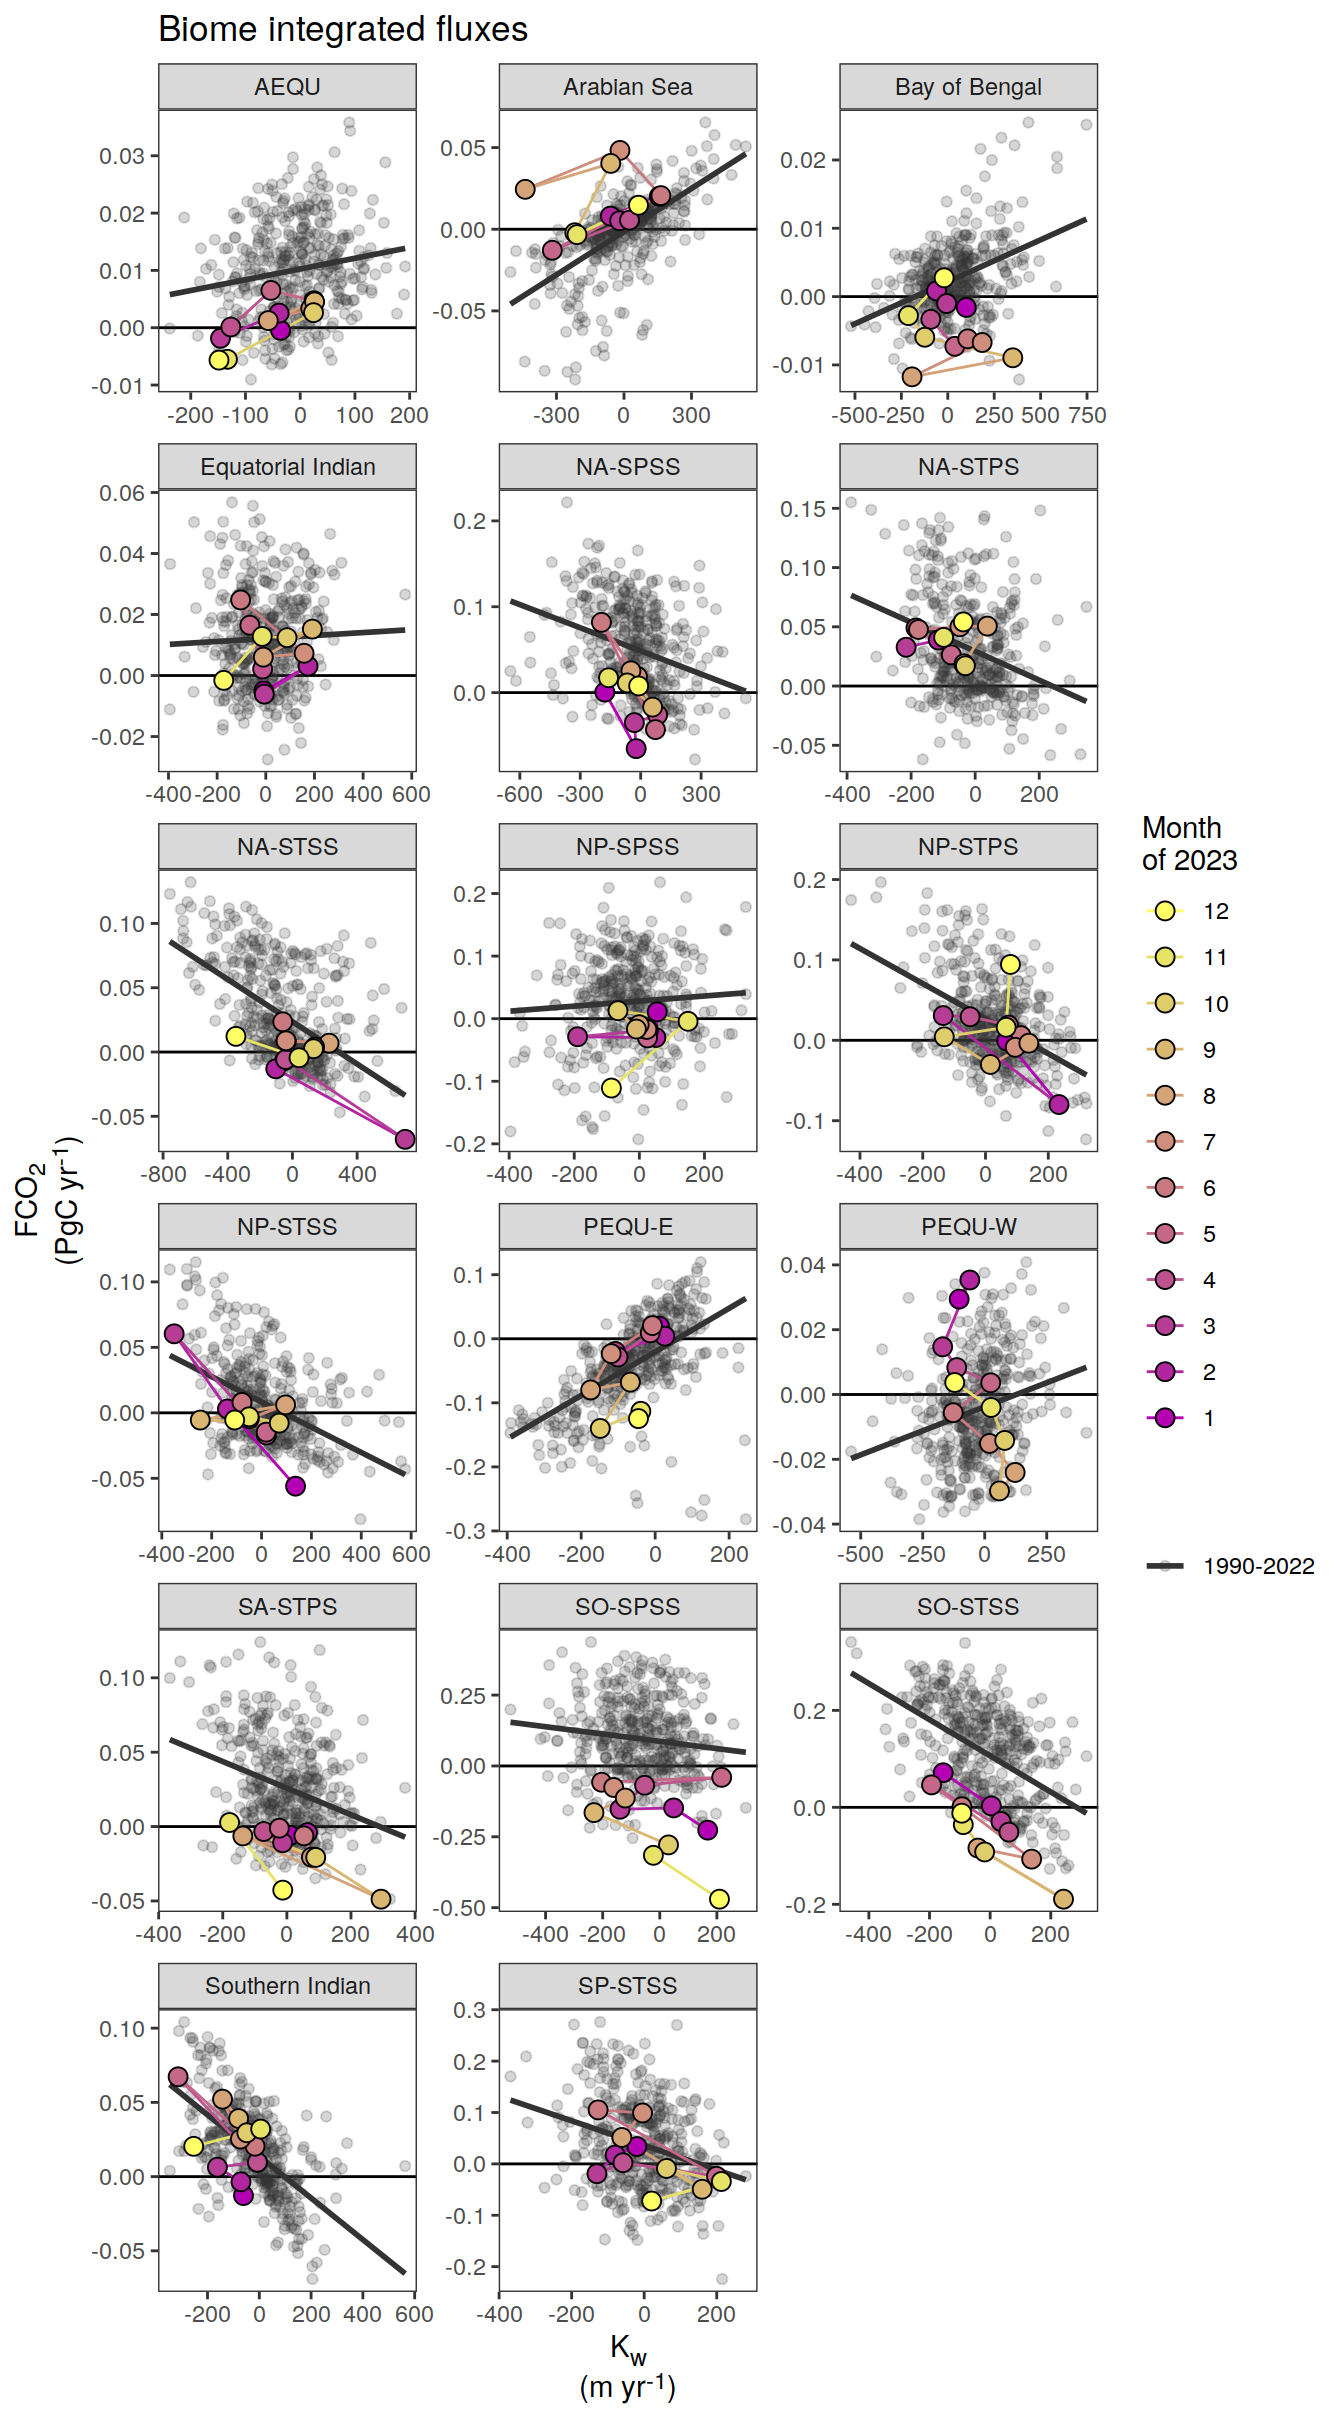 Biome integrated fluxes
AEQU Arabian Sea Bay of Bengal
0.03
0.02
0.01
0.00
-0.01
-200 -100 0 100 200
0.05
0.00
-0.05
-300 0 300
0.02
0.01
0.00
-0.01
-500 -250 0 250 500 750
Equatorial Indian NA-SPSS NA-STPS
0.06
0.04
0.02
0.00
-0.02
-400 -200 0 200 400 600
0.2
0.1
0.0
-600 -300 0 300
0.15
0.10
0.05
0.00
-0.05
-400 -200 0 200
NA-STSS NP-SPSS NP-STPS
0.10
0.05
0.00
-0.05
-800 -400 0 400
0.2
0.1
0.0
-0.1
-0.2
-400 -200 0 200
0.2
0.1
0.0
-0.1
-400 -200 0 200
NP-STSS PEQU-E PEQU-W
0.10
0.05
0.00
-0.05
-400 -200 0 200 400 600
0.1
0.0
-0.1
-0.2
-0.3
-400 -200 0 200
0.04
0.02
0.00
-0.02
-0.04
-500 -250 0 250
SA-STPS SO-SPSS SO-STSS
0.10
0.05
0.00
-0.05
-400 -200 0 200 400
0.25
0.00
-0.25
-0.50
-400 -200 0 200
0.2
0.0
-0.2
-400 -200 0 200
Southern Indian SP-STSS
0.10
0.05
0.00
-0.05
-200 0 200 400 600
0.3
0.2
0.1
0.0
-0.1
-0.2
-400 -200 0 200
FCO2
(PgC yr-1)
Kw
(m yr-1)
Month
of 2023
12
11
10
9
8
7
6
5
4
3
2
1
1990-2022